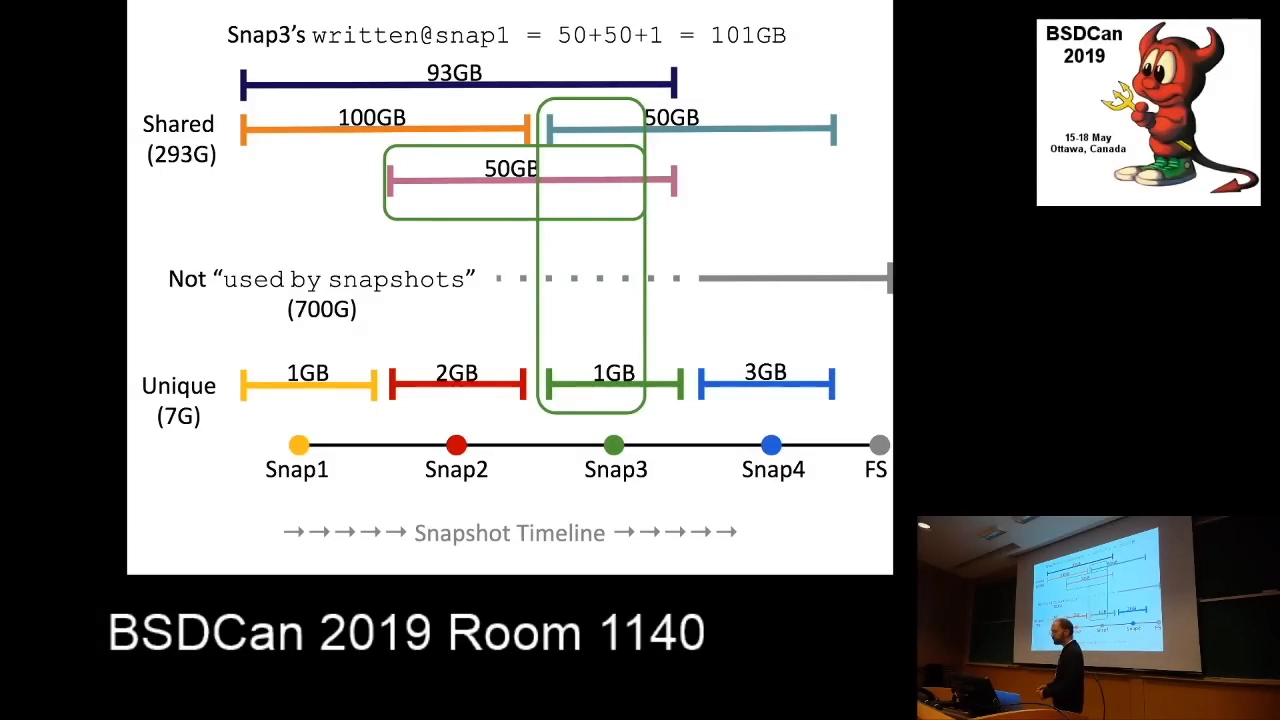 Snap3’s written@snap1 = 50+50+1 = 101GB
93GB
Shared
(293G)
100GB
50GB
50GB
Not “used by snapshots”
(700G)
Unique
(7G)
1GB
2GB
1GB
3GB
Snap1
Snap2
Snap3
Snap4
FS
→→→→→ Snapshot Timeline →→→→→
BSDCan 2019 Room 1140
BSDCan
2019
15-18 May
Ottawa, Canada